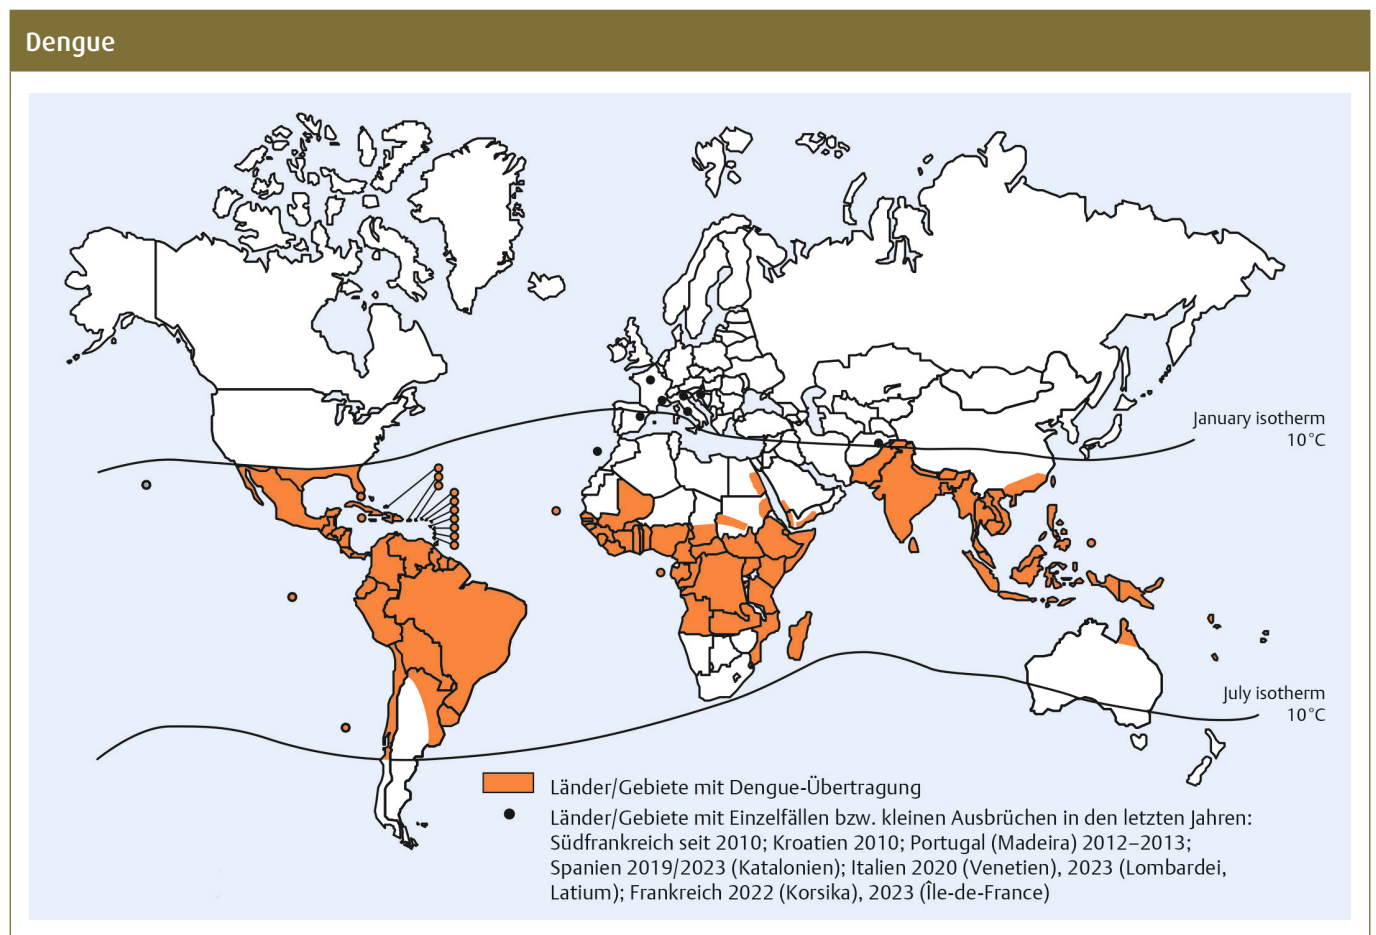 Dengue
January isotherm
10°C
July isotherm
10°C
Länder/Gebiete mit Dengue-Übertragung
Länder/Gebiete mit Einzelfällen bzw. kleinen Ausbrüchen in den letzten Jahren:
Südfrankreich seit 2010; Kroatien 2010; Portugal (Madeira) 2012–2013;
Spanien 2019/2023 (Katalonien); Italien 2020 (Venetien), 2023 (Lombardei,
Latium); Frankreich 2022 (Korsika), 2023 (Île-de-France)